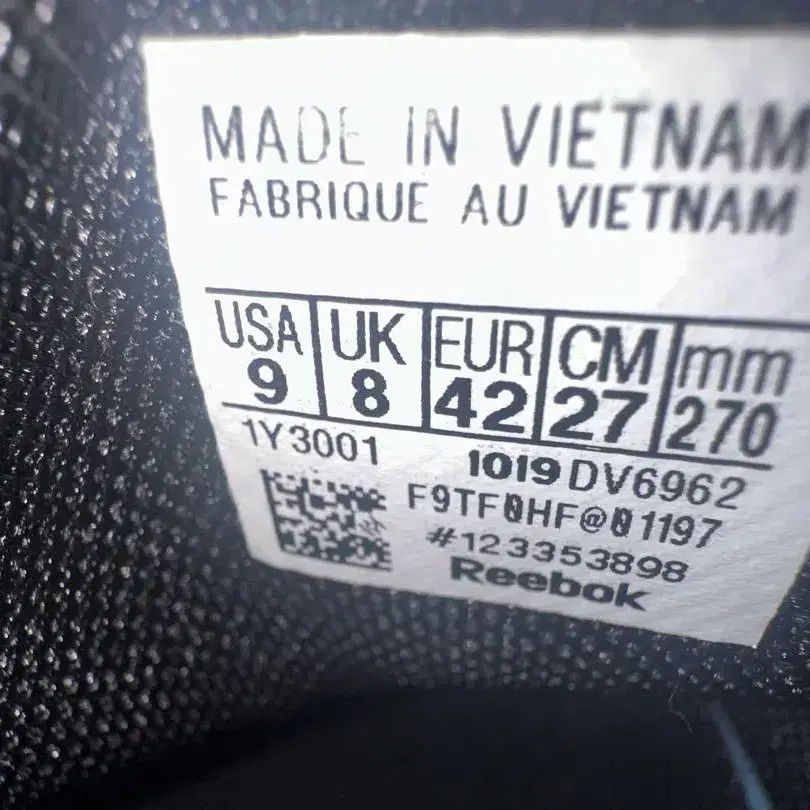 MADE IN VIETNAM
FABRIQUE AU VIETNAM
USA UK EUR CM mm
9 8 42 27 270
1Y3001 1019 DV6962
F9TF0HF@01197
#123353898
Reebok